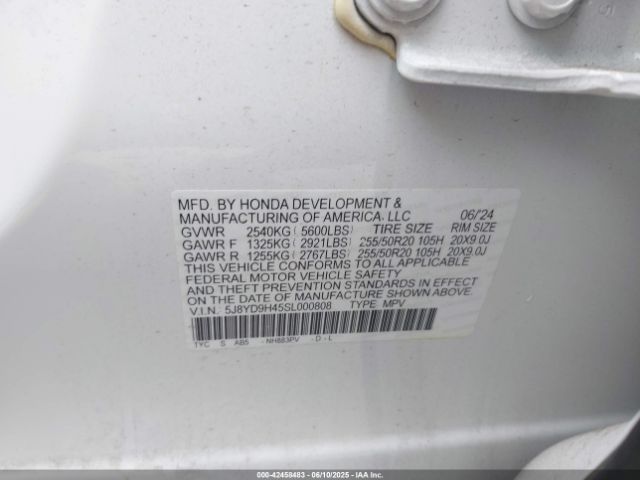 MFD. BY HONDA DEVELOPMENT &
MANUFACTURING OF AMERICA, LLC 06/'24
GVWR 2540KG( 5600LBS) TIRE SIZE RIM SIZE
GAWR F 1325KG( 2921LBS) 255/50R20 105H 20X9.0J
GAWR R 1255KG( 2767LBS) 255/50R20 105H 20X9.0J
THIS VEHICLE CONFORMS TO ALL APPLICABLE
FEDERAL MOTOR VEHICLE SAFETY
AND THEFT PREVENTION STANDARDS IN EFFECT
ON THE DATE OF MANUFACTURE SHOWN ABOVE.
V.I.N. 5J8YD9H45SL000808 TYPE MPV
TYC S AB5 - NH883PV - D - L
000-42458483 - 06/10/2025 - IAAI, Inc.